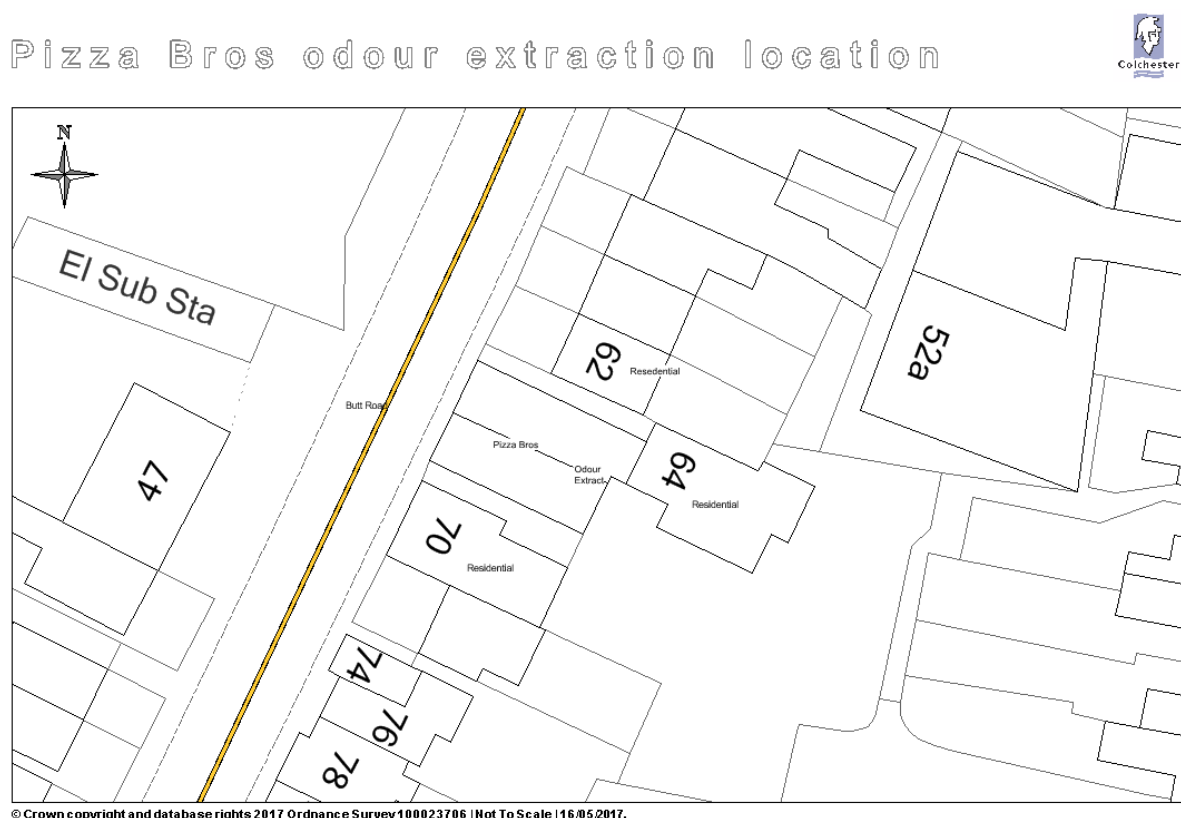 Pizza Bros odour extraction location
Colchester
N
El Sub Sta
52a
62
Resedential
Butt Road
Pizza Bros
Odour
Extract
64
Residential
47
70
Residential
74
76
78
© Crown copyright and database rights 2017 Ordnance Survey 100023706 | Not To Scale | 16/05/2017.